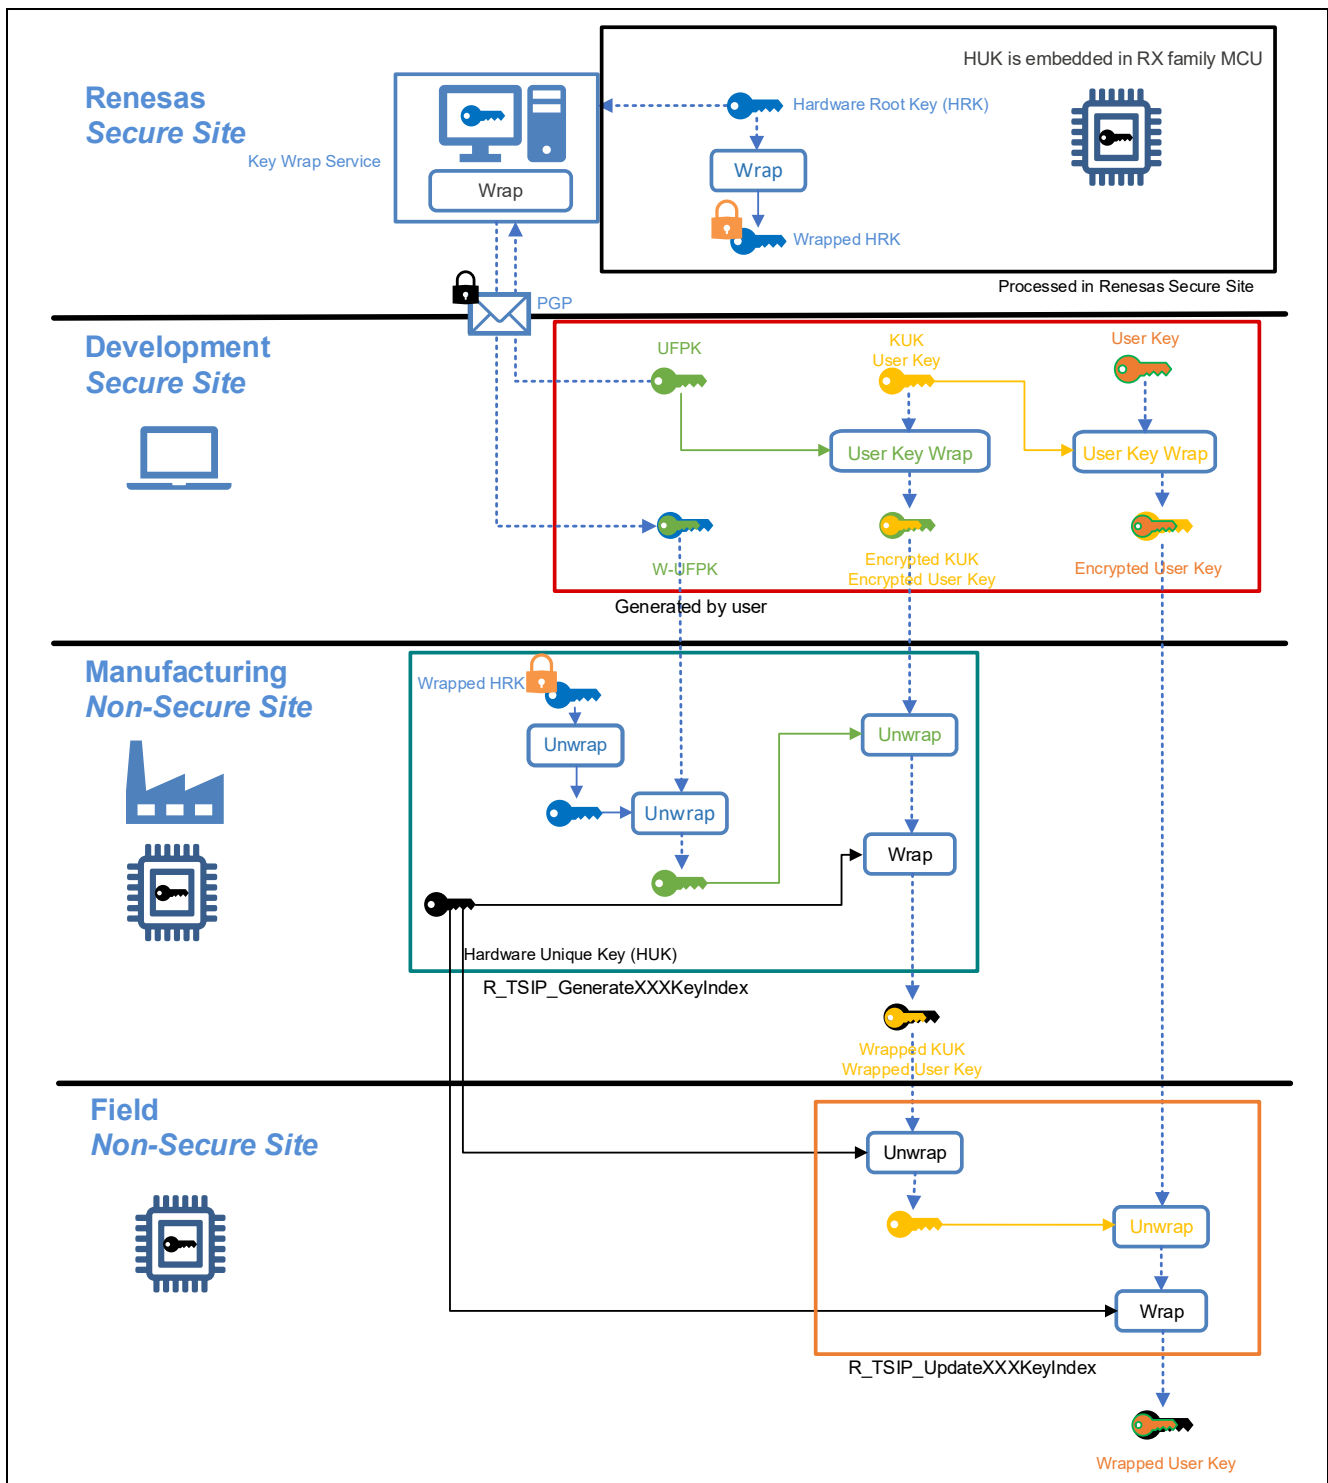 Renesas
Secure Site
Key Wrap Service
Wrap
HUK is embedded in RX family MCU
Hardware Root Key (HRK)
Wrap
Wrapped HRK
Processed in Renesas Secure Site
PGP
Development
Secure Site
UFPK
KUK
User Key
User Key
User Key Wrap
User Key Wrap
W-UFPK
Encrypted KUK
Encrypted User Key
Encrypted User Key
Generated by user
Manufacturing
Non-Secure Site
Wrapped HRK
Unwrap
Unwrap
Unwrap
Wrap
Hardware Unique Key (HUK)
R_TSIP_GenerateXXXKeyIndex
Wrapped KUK
Wrapped User Key
Field
Non-Secure Site
Unwrap
Unwrap
Wrap
R_TSIP_UpdateXXXKeyIndex
Wrapped User Key